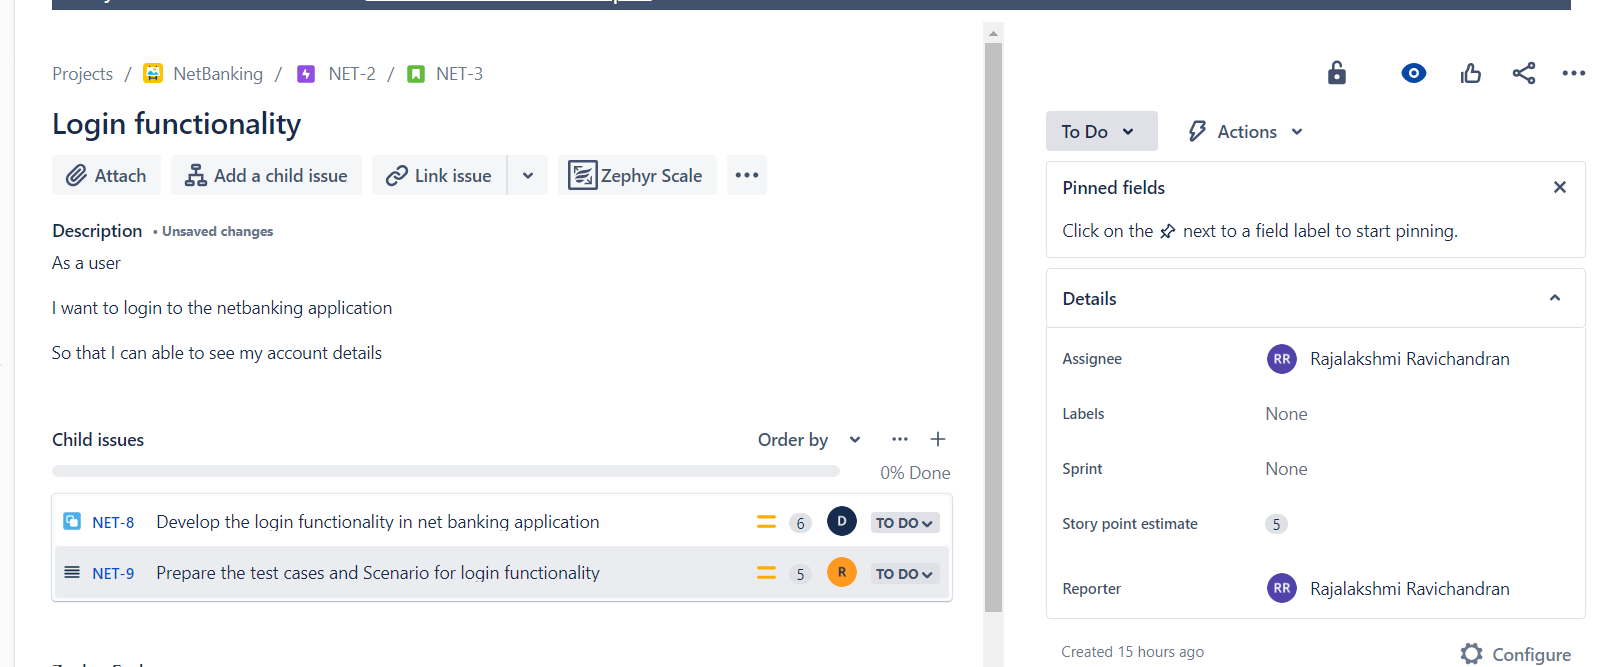 Projects / NetBanking / NET-2 / NET-3
Login functionality
Attach Add a child issue Link issue Zephyr Scale
Description • Unsaved changes
As a user
I want to login to the netbanking application
So that I can able to see my account details
Child issues Order by
0% Done
NET-8 Develop the login functionality in net banking application 6 D TO DO
NET-9 Prepare the test cases and Scenario for login functionality 5 R TO DO
To Do Actions
Pinned fields
Click on the next to a field label to start pinning.
Details
Assignee RR Rajalakshmi Ravichandran
Labels None
Sprint None
Story point estimate 5
Reporter RR Rajalakshmi Ravichandran
Created 15 hours ago Configure